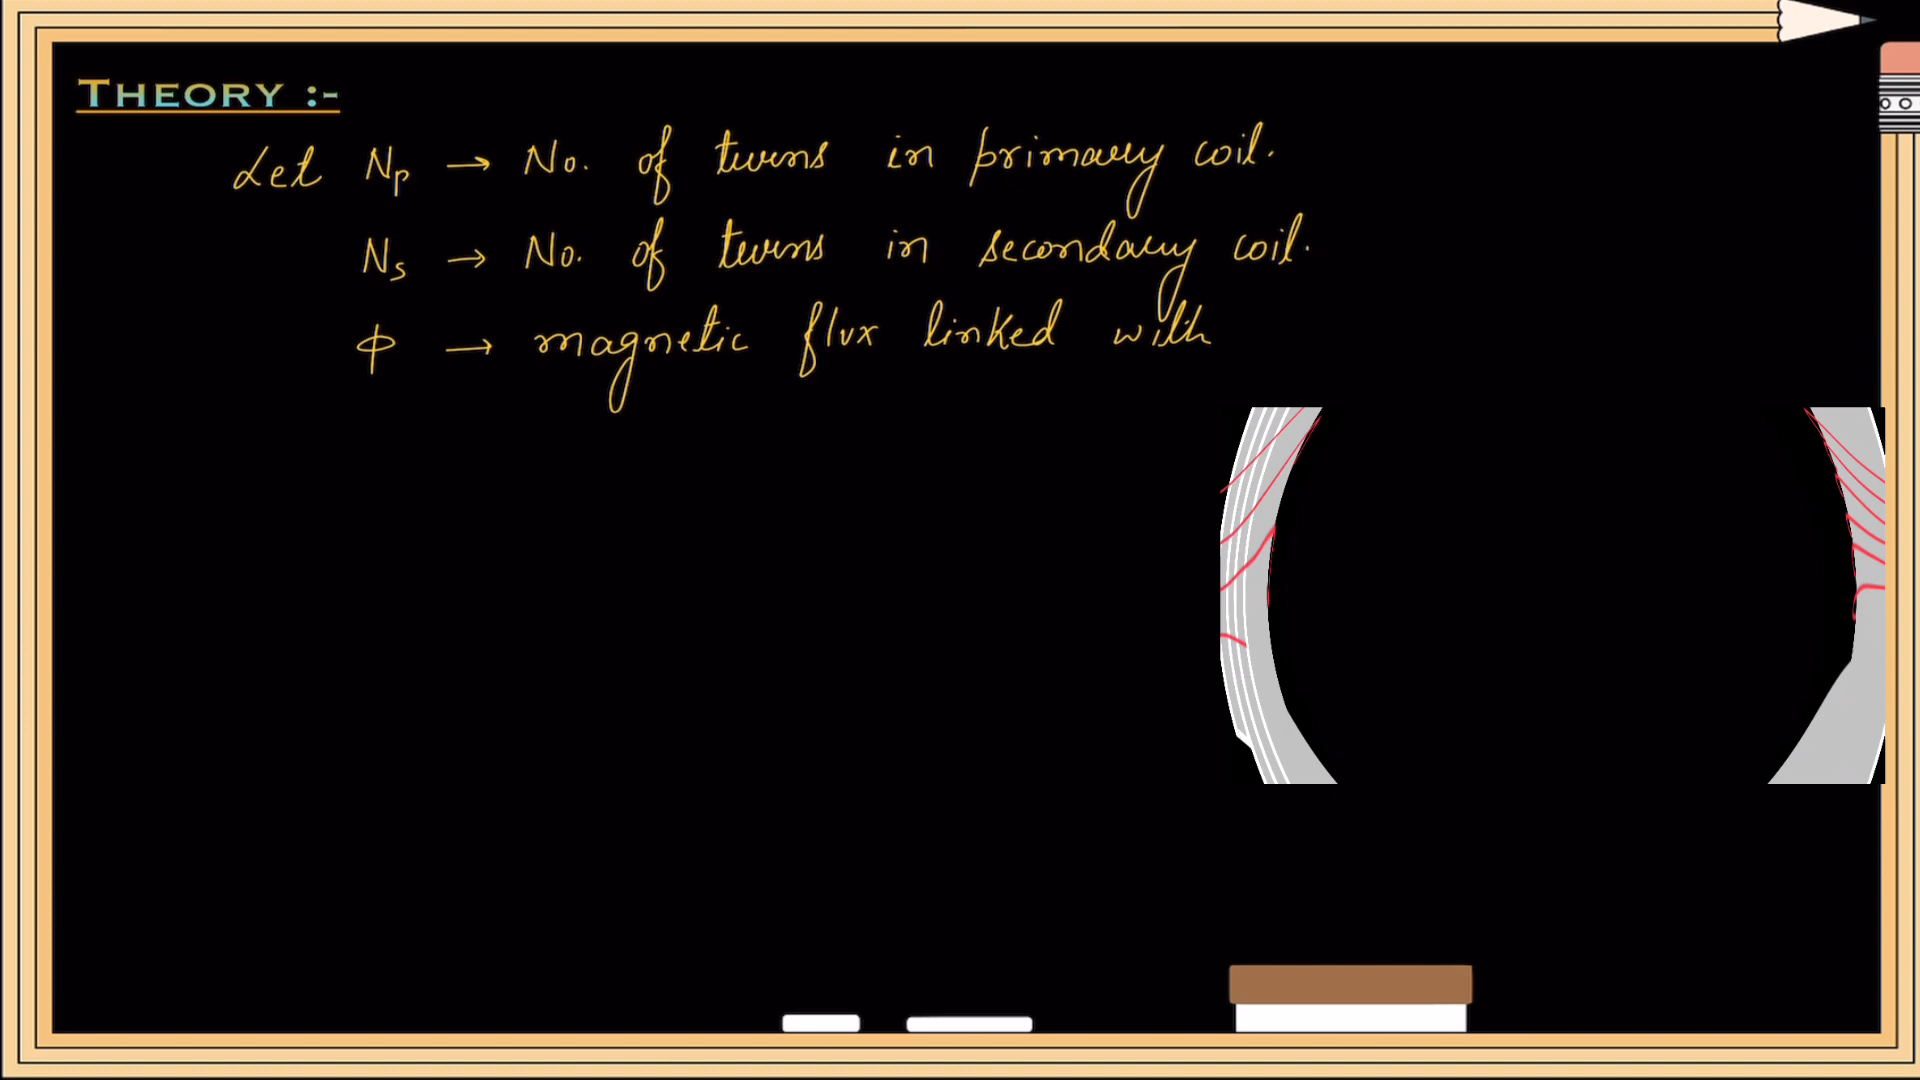 THEORY :-
Let Np → No. of turns in primary coil.
Ns → No. of turns in secondary coil.
ϕ → magnetic flux linked with